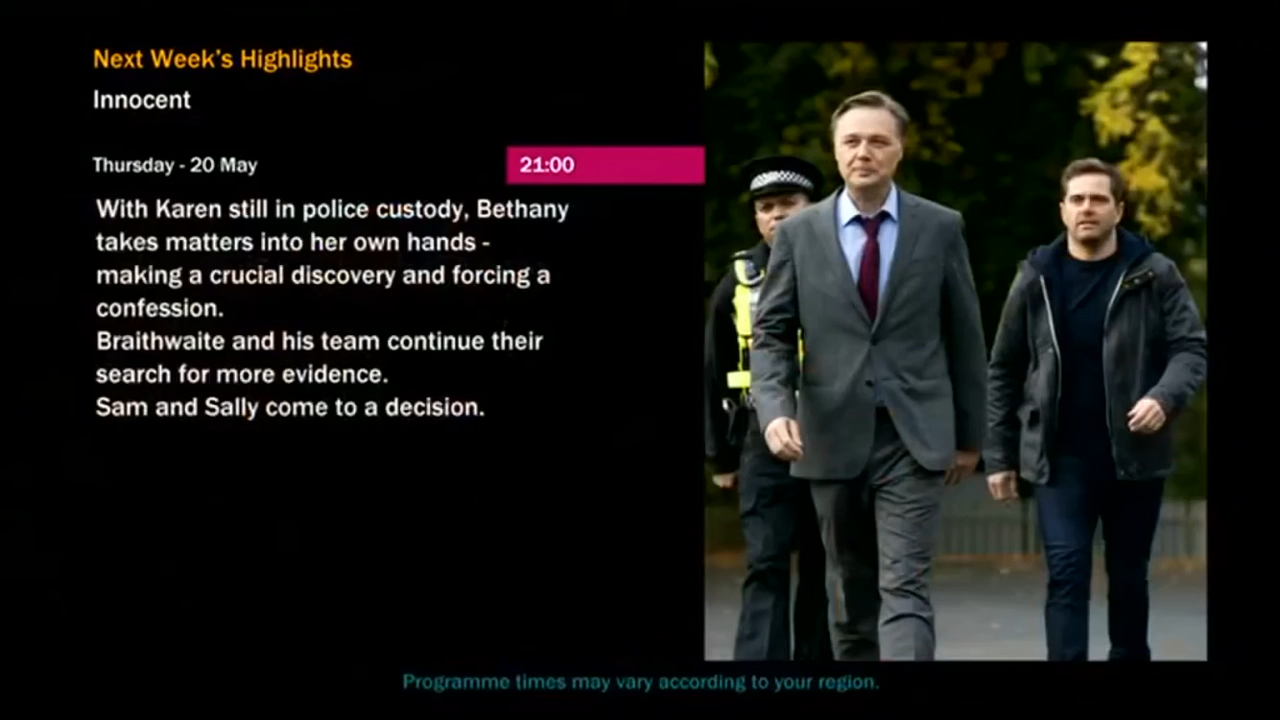 Next Week's Highlights
Innocent
Thursday - 20 May
21:00
With Karen still in police custody, Bethany
takes matters into her own hands -
making a crucial discovery and forcing a
confession.
Braithwaite and his team continue their
search for more evidence.
Sam and Sally come to a decision.
Programme times may vary according to your region.